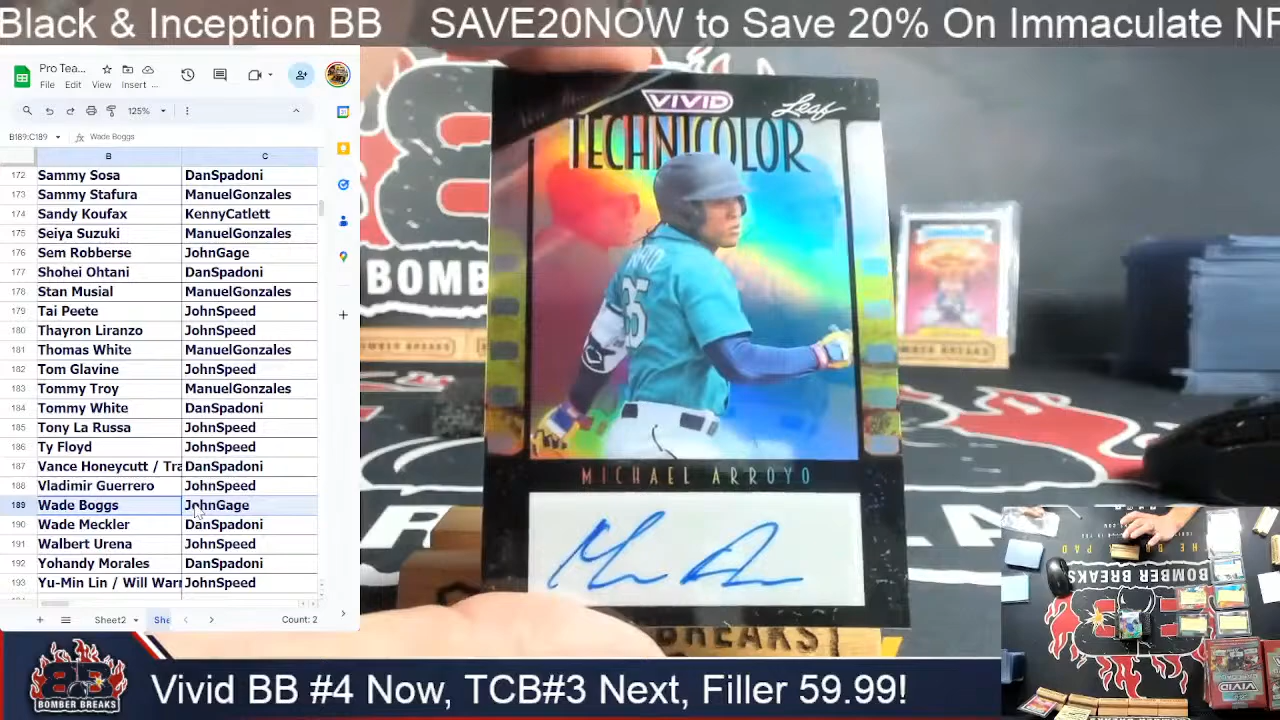 Black & Inception BB SAVE20NOW to Save 20% On Immaculate NF
Pro Tea...
File Edit View Insert ...
125%
B189:C189 fx Wade Boggs
B C
172 Sammy Sosa DanSpadoni
173 Sammy Stafura ManuelGonzales
174 Sandy Koufax KennyCatlett
175 Seiya Suzuki ManuelGonzales
176 Sem Robberse JohnGage
177 Shohei Ohtani DanSpadoni
178 Stan Musial ManuelGonzales
179 Tai Peete JohnSpeed
180 Thayron Liranzo JohnSpeed
181 Thomas White ManuelGonzales
182 Tom Glavine JohnSpeed
183 Tommy Troy ManuelGonzales
184 Tommy White DanSpadoni
185 Tony La Russa JohnSpeed
186 Ty Floyd JohnSpeed
187 Vance Honeycutt / Tra DanSpadoni
188 Vladimir Guerrero JohnSpeed
189 Wade Boggs JohnGage
190 Wade Meckler DanSpadoni
191 Walbert Urena JohnSpeed
192 Yohandy Morales DanSpadoni
193 Yu-Min Lin / Will Warr JohnSpeed
Sheet2 She Count: 2
VIVID Leaf
TECHNICOLOR
35
MICHAEL ARROYO
BOMB
BREAKS
BOMBER BREAKS
BOMBER BREAKS
Vivid BB #4 Now, TCB#3 Next, Filler 59.99!